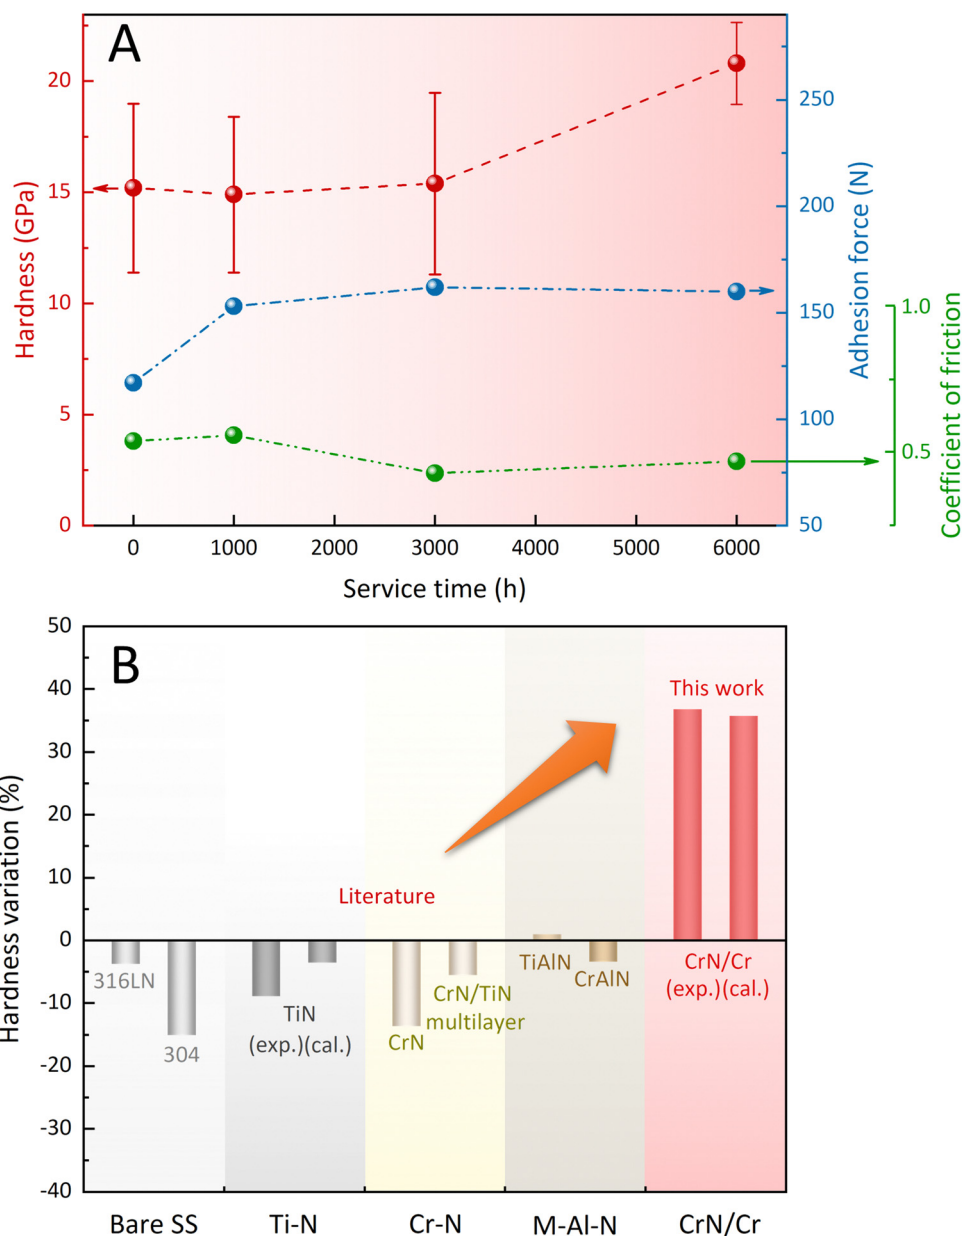 A
20
15
10
5
0
Hardness (GPa)
250
200
150
100
50
Adhesion force (N)
1.0
0.5
Coefficient of friction
0 1000 2000 3000 4000 5000 6000
Service time (h)
B
50
40
30
20
10
0
-10
-20
-30
-40
Hardness variation (%)
This work
Literature
316LN
304
TiN
(exp.)(cal.)
CrN
CrN/TiN
multilayer
TiAlN
CrAlN
CrN/Cr
(exp.)(cal.)
Bare SS Ti-N Cr-N M-Al-N CrN/Cr